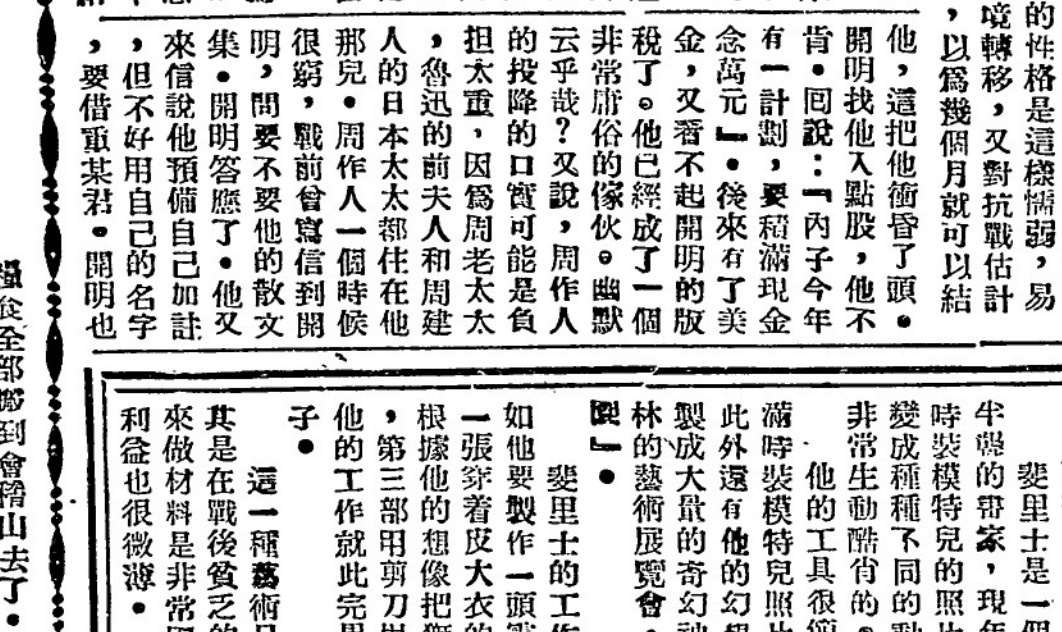 的性格是這樣懦弱,易
境轉移,又對抗戰估計
,以爲幾個月就可以結
他,這把他衝昏了頭。
開明找他入點股,他不
肯。囘說:『內子今年
有一計劃,要積滿現金
念萬元』。後來有了美
金,又看不起開明的版
稅了。他已經成了一個
非常庸俗的傢伙。幽默
云乎哉?又說,周作人
的投降的口實可能是負
担太重,因爲周老太太
,魯迅的前夫人和周建
人的日本太太都住在他
那兒。周作人一個時候
很窮,戰前曾寫信到開
明,問要不要他的散文
集。開明答應了。他又
來信說他預備自己加註
,但不好用自己的名字
,要借重某君。開明也
斐里士是一個
的畫家,現年
時裝模特兒的照片
變成種種不同的動
非常生動酷肖的。
他的工具很簡
滿時裝模特兒照片
此外還有他的幻想
製成大量的奇幻
林的藝術展覽會,
』。
斐里士的工作
如他要製作一頭
一張穿着皮大衣的
根據他的想像把
,第三部用剪刀
他的工作就此完
子。
這一種藝術
其是在戰後貧乏的
來做材料是非常
利益也很微薄。
糧食全部搬到會稽山去了。